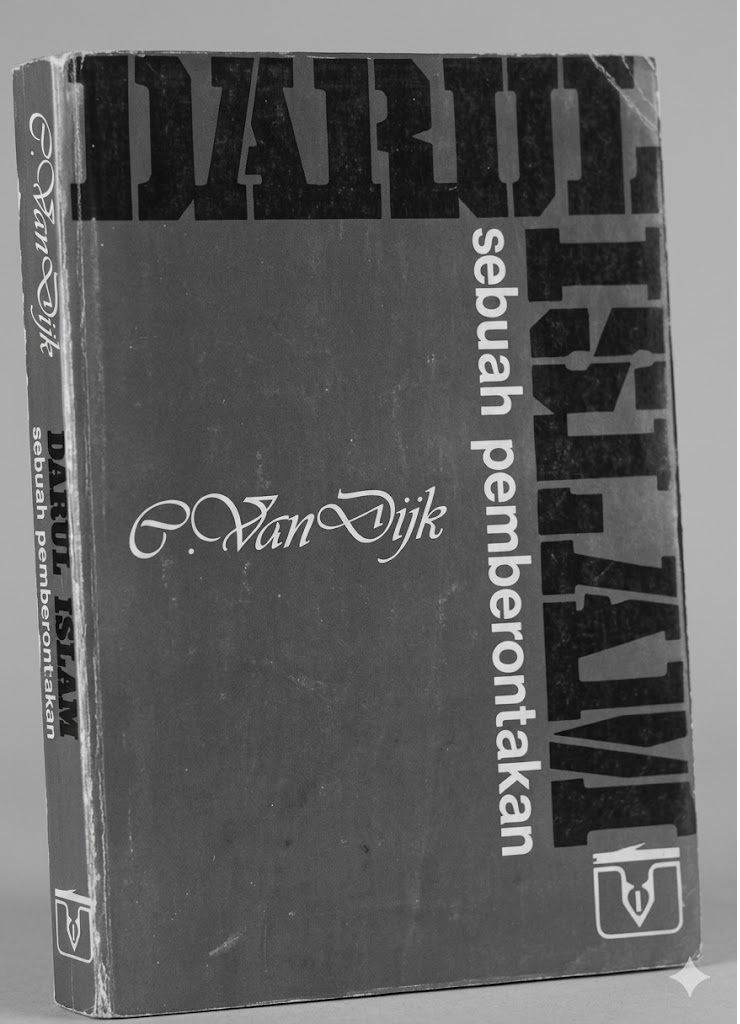 DARUL
ISLAM
sebuah pemberontakan
C. Van Dijk
C. Van Dijk
DARUL ISLAM
sebuah pemberontakan